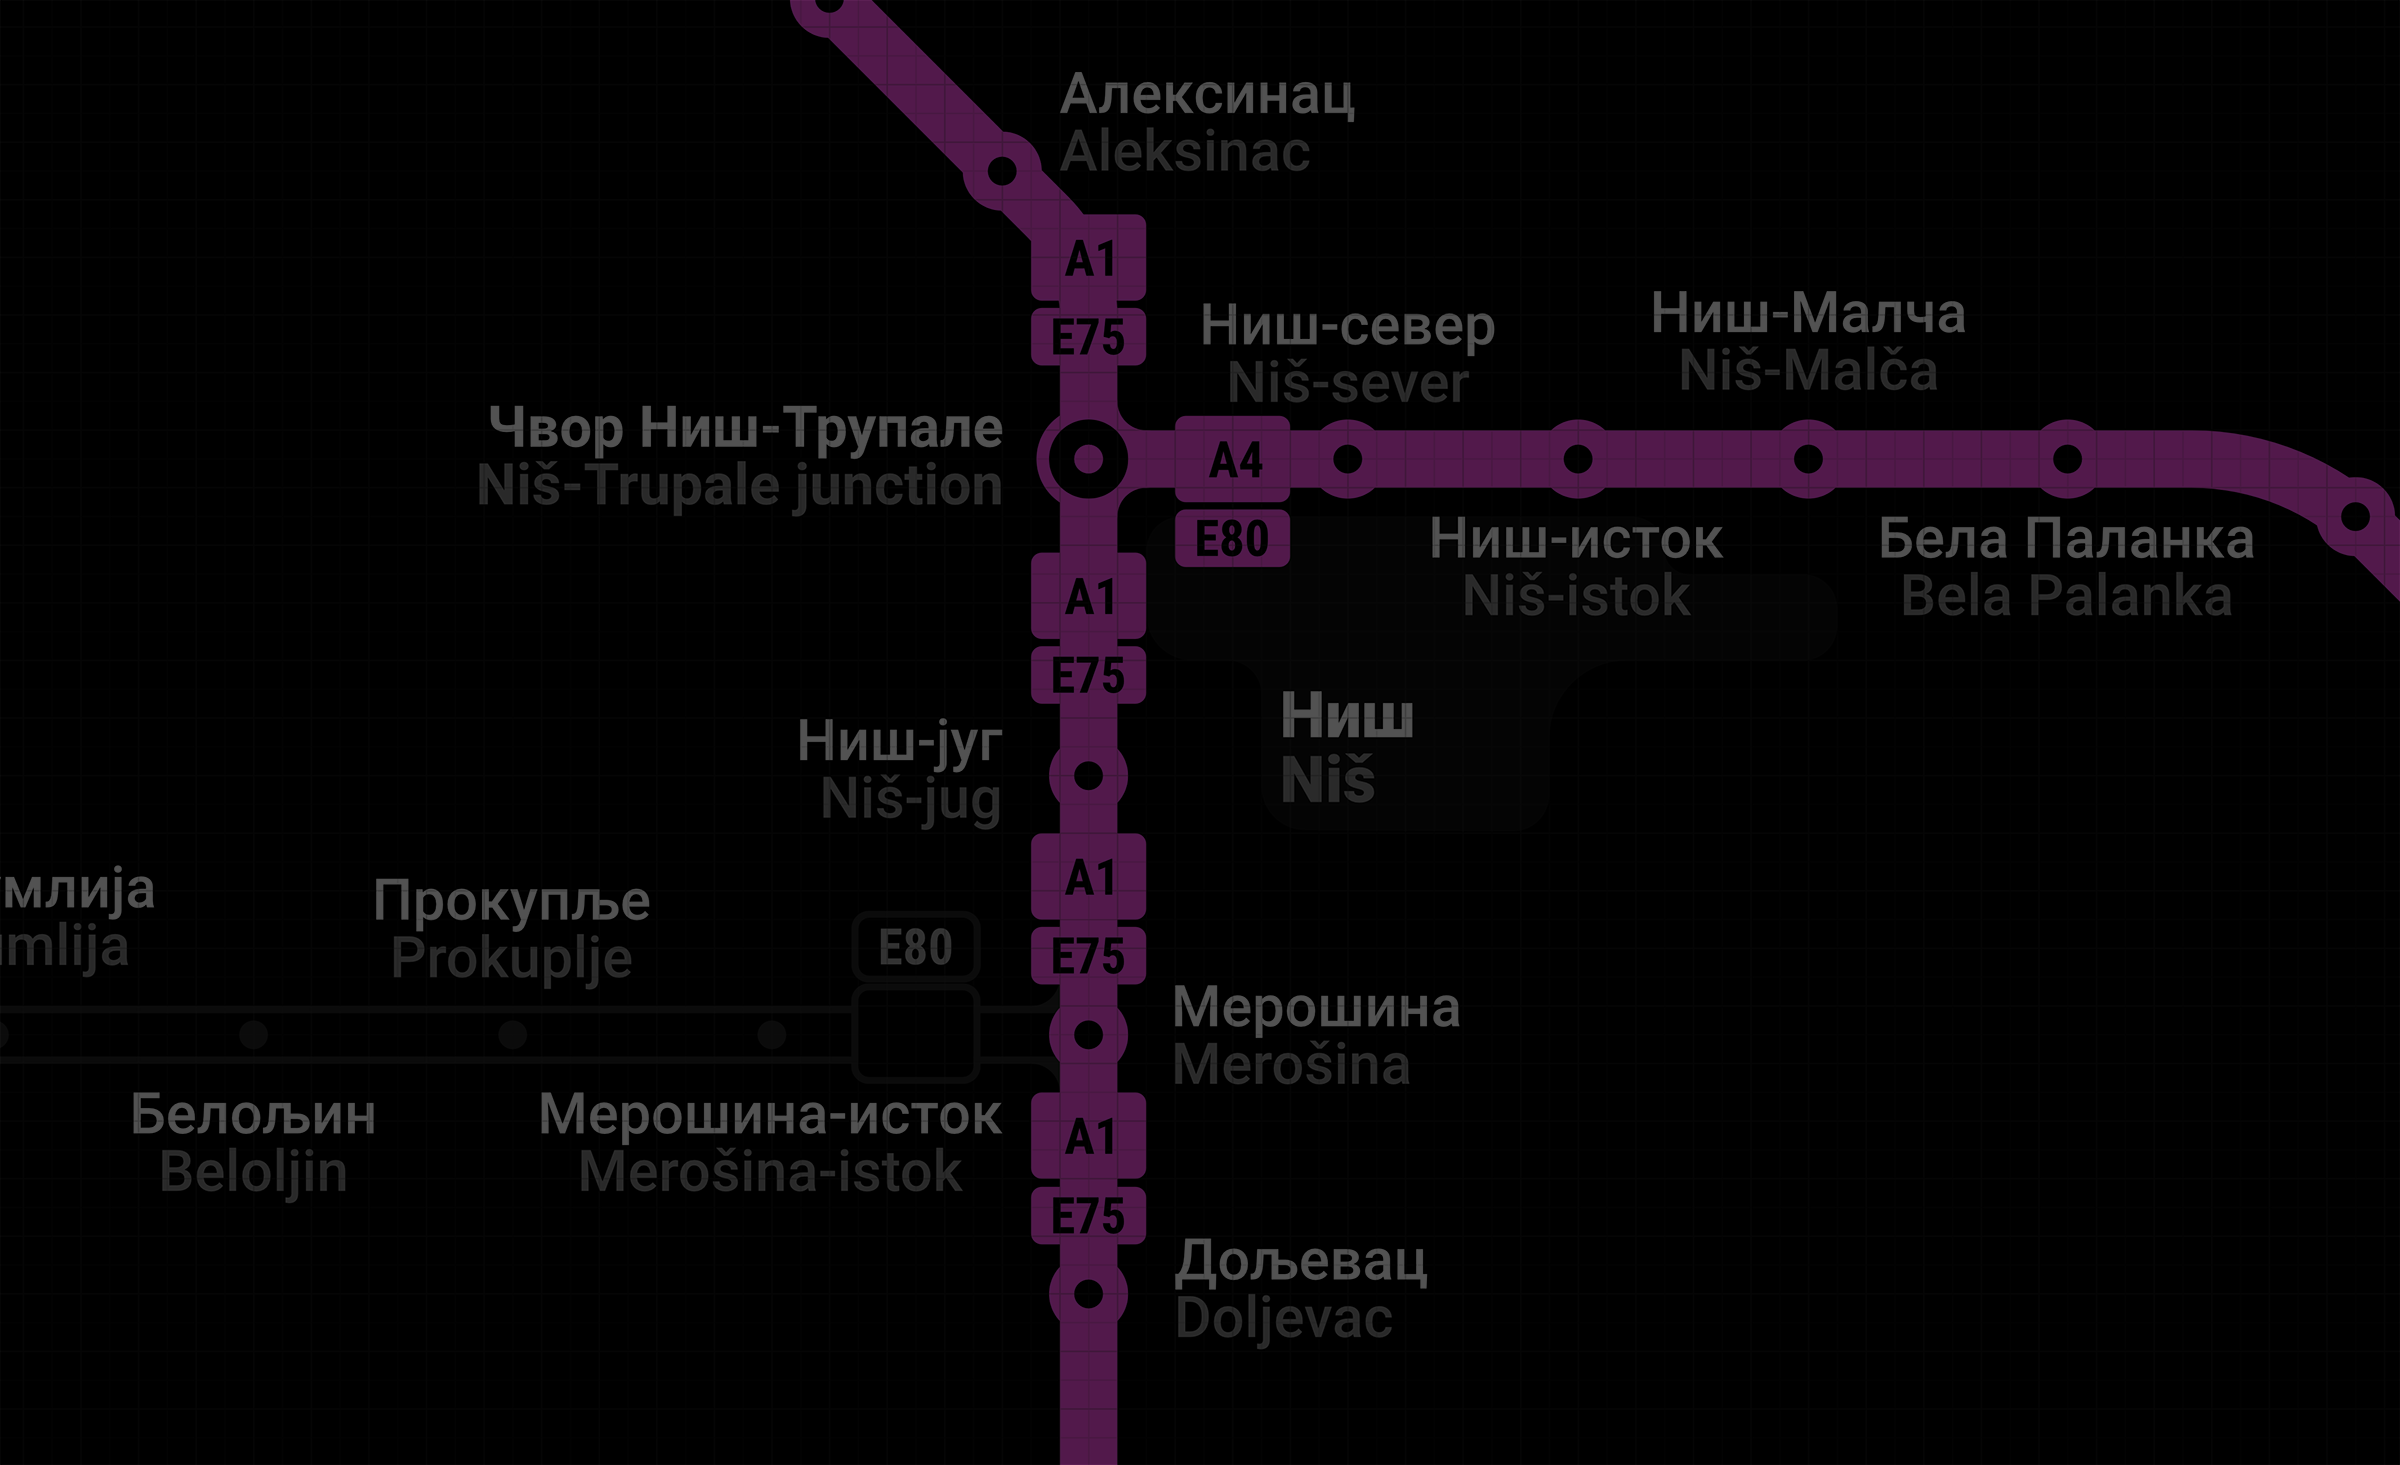 Алексинац
Aleksinac
A1
E75
Ниш-север
Niš-sever
Ниш-Малча
Niš-Malča
Чвор Ниш-Трупале
Niš-Trupale junction
A4
E80
Ниш-исток
Niš-istok
Бела Паланка
Bela Palanka
A1
E75
Ниш
Niš
Ниш-југ
Niš-jug
A1
E75
умлија
umlija
Прокупље
Prokuplje
E80
Мерошина
Merošina
Белољин
Beloljin
Мерошина-исток
Merošina-istok
A1
E75
Дољевац
Doljevac